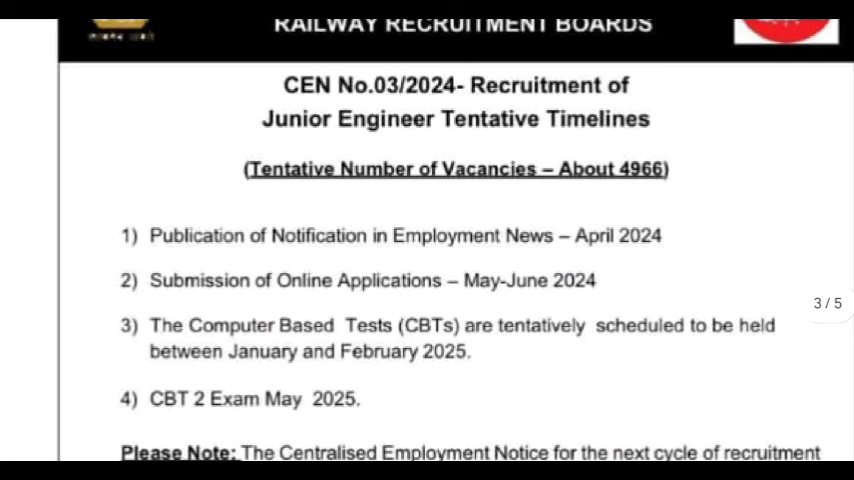 RAILWAY RECRUITMENT BOARDS
CEN No.03/2024- Recruitment of
Junior Engineer Tentative Timelines
(Tentative Number of Vacancies – About 4966)
1) Publication of Notification in Employment News – April 2024
2) Submission of Online Applications – May-June 2024
3 / 5
3) The Computer Based Tests (CBTs) are tentatively scheduled to be held
between January and February 2025.
4) CBT 2 Exam May 2025.
Please Note: The Centralised Employment Notice for the next cycle of recruitment